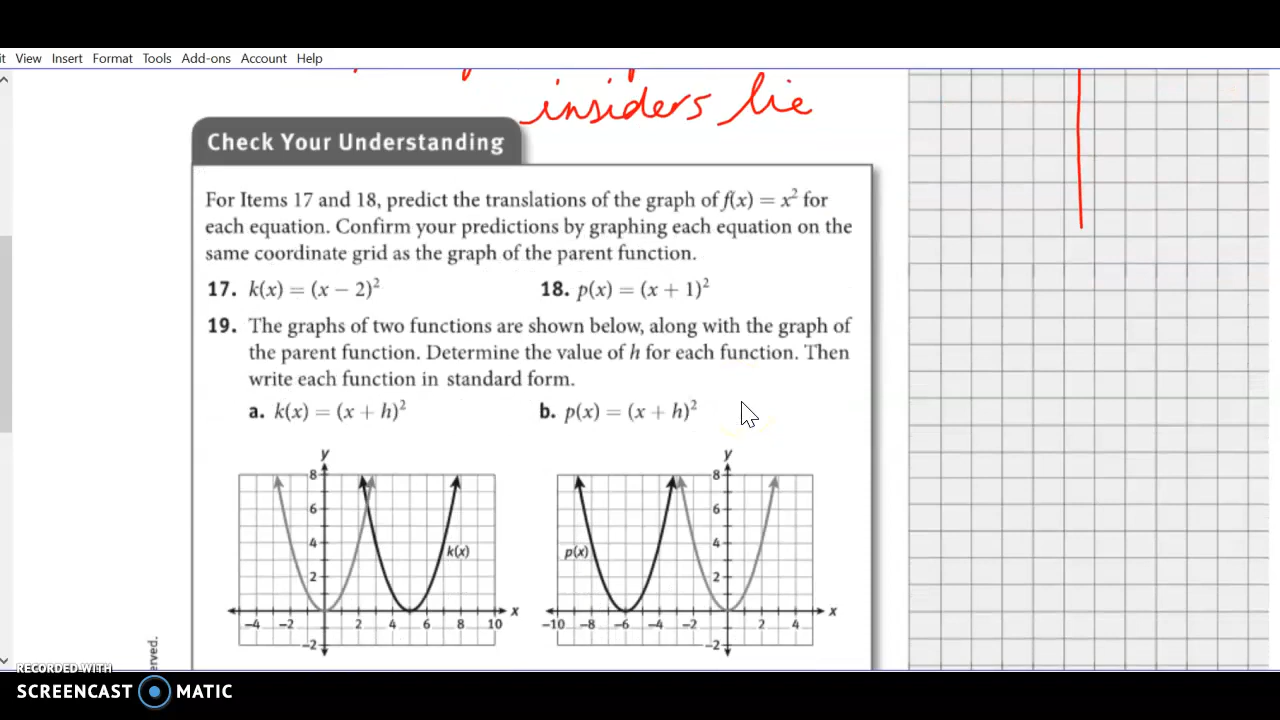 it View Insert Format Tools Add-ons Account Help
insiders lie
Check Your Understanding
For Items 17 and 18, predict the translations of the graph of f(x) = x² for
each equation. Confirm your predictions by graphing each equation on the
same coordinate grid as the graph of the parent function.
17. k(x) = (x − 2)² 18. p(x) = (x + 1)²
19. The graphs of two functions are shown below, along with the graph of
the parent function. Determine the value of h for each function. Then
write each function in standard form.
a. k(x) = (x + h)² b. p(x) = (x + h)²
y
8
6
4
2
k(x)
x
−4 −2 2 4 6 8 10
−2
y
8
6
4
2
p(x)
x
−10 −8 −6 −4 −2 2 4
−2
erved.
RECORDED WITH
SCREENCAST MATIC